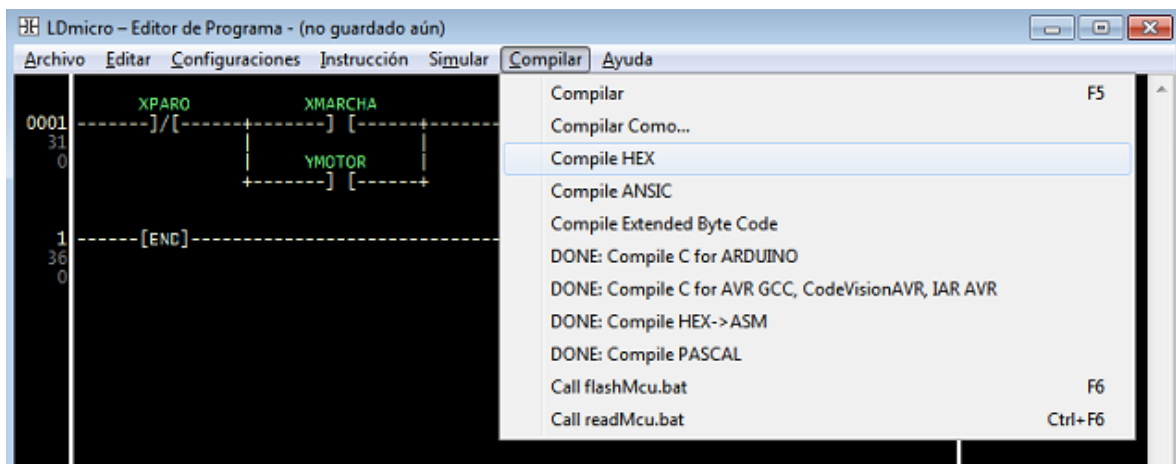 LDmicro – Editor de Programa - (no guardado aún)
Archivo Editar Configuraciones Instrucción Simular Compilar Ayuda
XPARO XMARCHA
0001 -------]/[------+-------] [------+-------
31
0 YMOTOR
+-------] [------+
1 ------[END]-----------------------------
36
0
Compilar F5
Compilar Como...
Compile HEX
Compile ANSIC
Compile Extended Byte Code
DONE: Compile C for ARDUINO
DONE: Compile C for AVR GCC, CodeVisionAVR, IAR AVR
DONE: Compile HEX->ASM
DONE: Compile PASCAL
Call flashMcu.bat F6
Call readMcu.bat Ctrl+F6